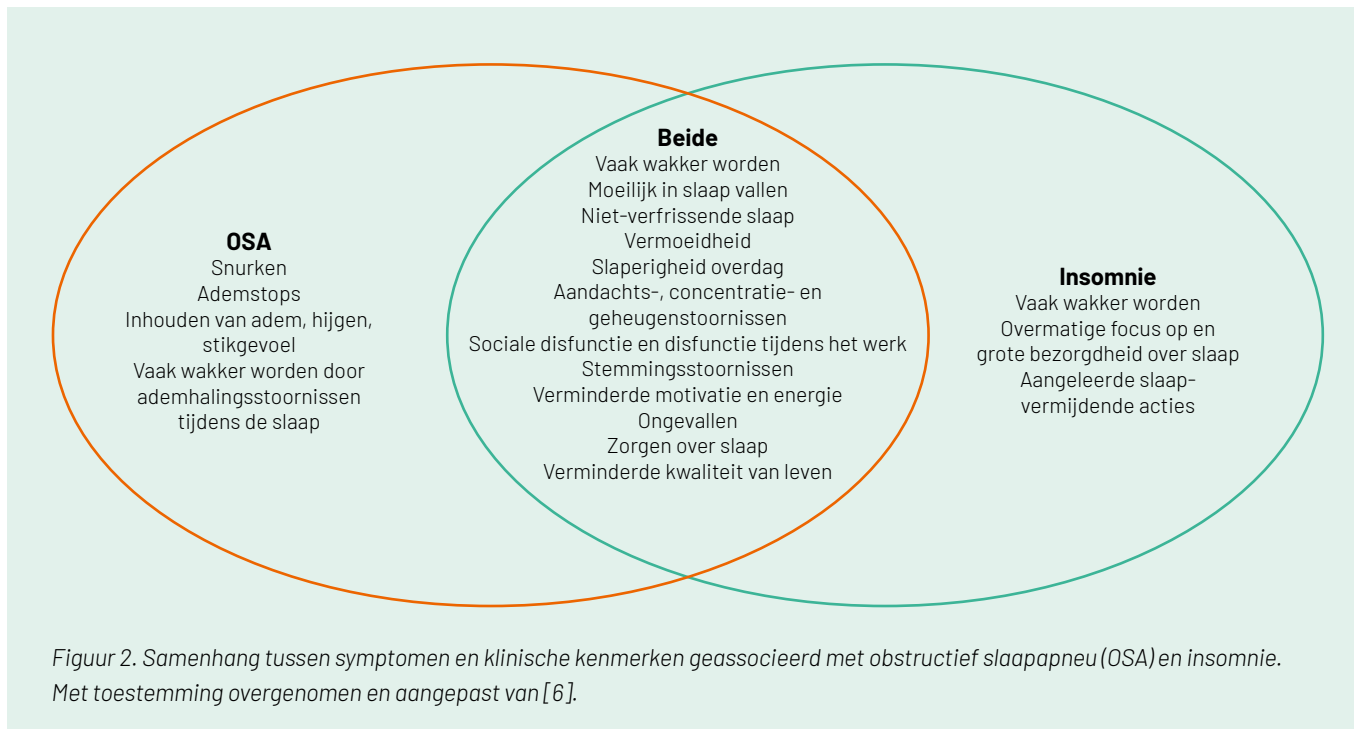 OSA
Snurken
Ademstops
Inhouden van adem, hijgen,
stikgevoel
Vaak wakker worden door
ademhalingsstoornissen
tijdens de slaap
Beide
Vaak wakker worden
Moeilijk in slaap vallen
Niet-verfrissende slaap
Vermoeidheid
Slaperigheid overdag
Aandachts-, concentratie- en
geheugenstoornissen
Sociale disfunctie en disfunctie tijdens het werk
Stemmingsstoornissen
Verminderde motivatie en energie
Ongevallen
Zorgen over slaap
Verminderde kwaliteit van leven
Insomnie
Vaak wakker worden
Overmatige focus op en
grote bezorgdheid over slaap
Aangeleerde slaap-
vermijdende acties
Figuur 2. Samenhang tussen symptomen en klinische kenmerken geassocieerd met obstructief slaapapneu (OSA) en insomnie.
Met toestemming overgenomen en aangepast van [6].